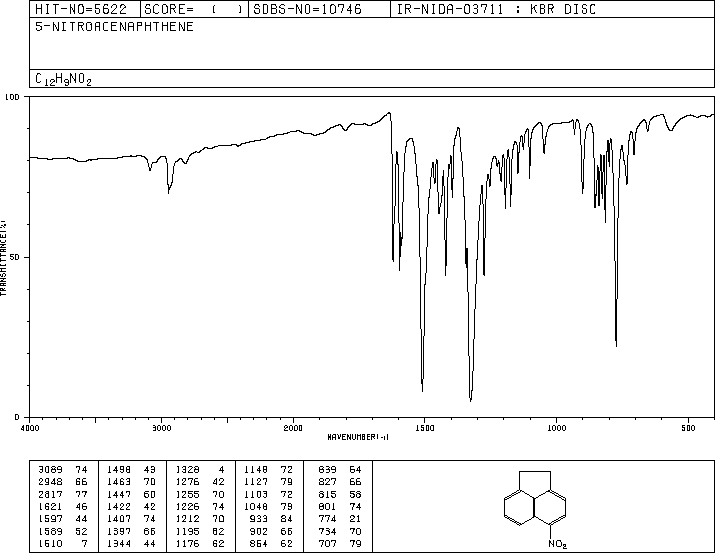 HIT-NO=5622 SCORE= ( ) SDBS-NO=10746 IR-NIDA-03711 : KBR DISC
5-NITROACENAPHTHENE
C12H9NO2
100
50
0
TRANSMITTANCE(%)
4000 3000 2000 1500 1000 500
WAVENUMBER(-1)
3089 74 1498 49 1328 4 1148 72 839 64
2948 66 1463 70 1276 42 1127 79 827 66
2817 77 1447 60 1255 70 1103 72 815 58
1621 46 1422 42 1226 74 1048 79 801 74
1597 44 1407 74 1212 70 933 84 774 21
1589 52 1397 66 1195 62 902 66 734 70
1510 7 1344 44 1176 62 854 62 707 79
NO2